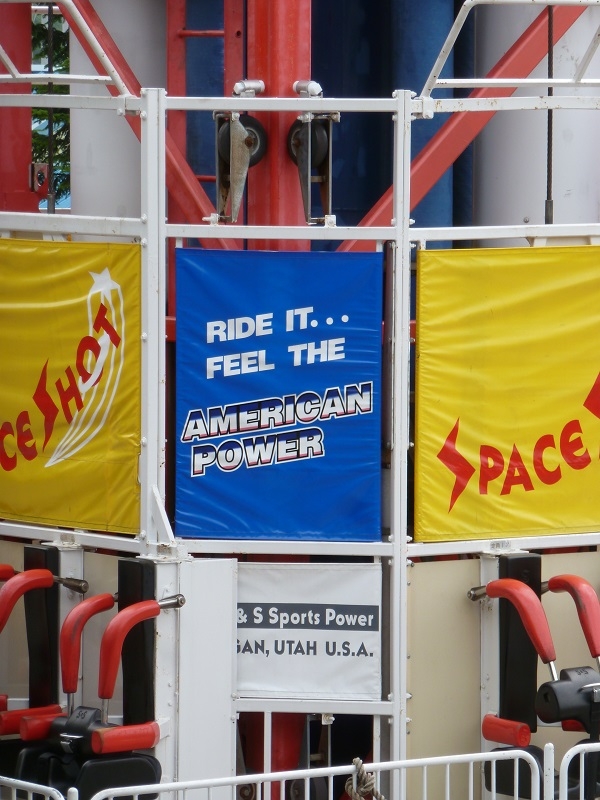 CE SHOT
RIDE IT...
FEEL THE
AMERICAN
POWER
SPACE
& S Sports Power
GAN, UTAH U.S.A.